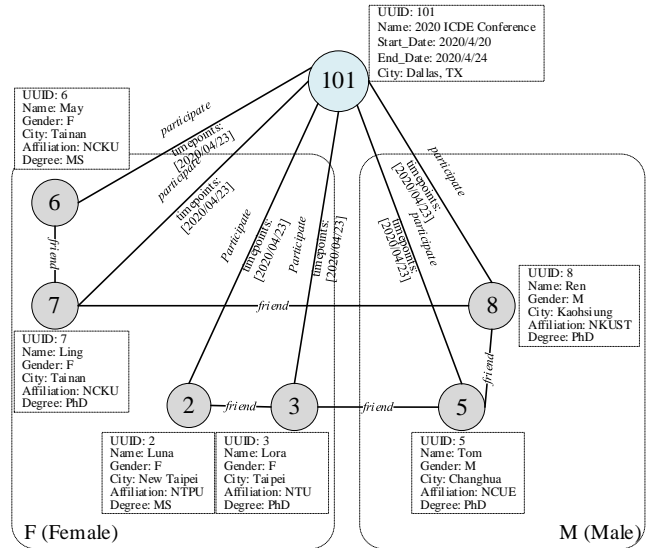 UUID: 101
Name: 2020 ICDE Conference
Start_Date: 2020/4/20
End_Date: 2020/4/24
City: Dallas, TX
101
UUID: 6
Name: May
Gender: F
City: Tainan
Affiliation: NCKU
Degree: MS
participate
timepoints:
[2020/04/23]
participate
timepoints:
[2020/04/23]
Participate
timepoints:
[2020/04/23]
Participate
timepoints:
[2020/04/23]
participate
timepoints:
[2020/04/23]
participate
timepoints:
[2020/04/23]
6
friend
7
friend
8
UUID: 8
Name: Ren
Gender: M
City: Kaohsiung
Affiliation: NKUST
Degree: PhD
UUID: 7
Name: Ling
Gender: F
City: Tainan
Affiliation: NCKU
Degree: PhD
friend
2
friend
3
friend
5
UUID: 2
Name: Luna
Gender: F
City: New Taipei
Affiliation: NTPU
Degree: MS
UUID: 3
Name: Lora
Gender: F
City: Taipei
Affiliation: NTU
Degree: PhD
UUID: 5
Name: Tom
Gender: M
City: Changhua
Affiliation: NCUE
Degree: PhD
F (Female)
M (Male)